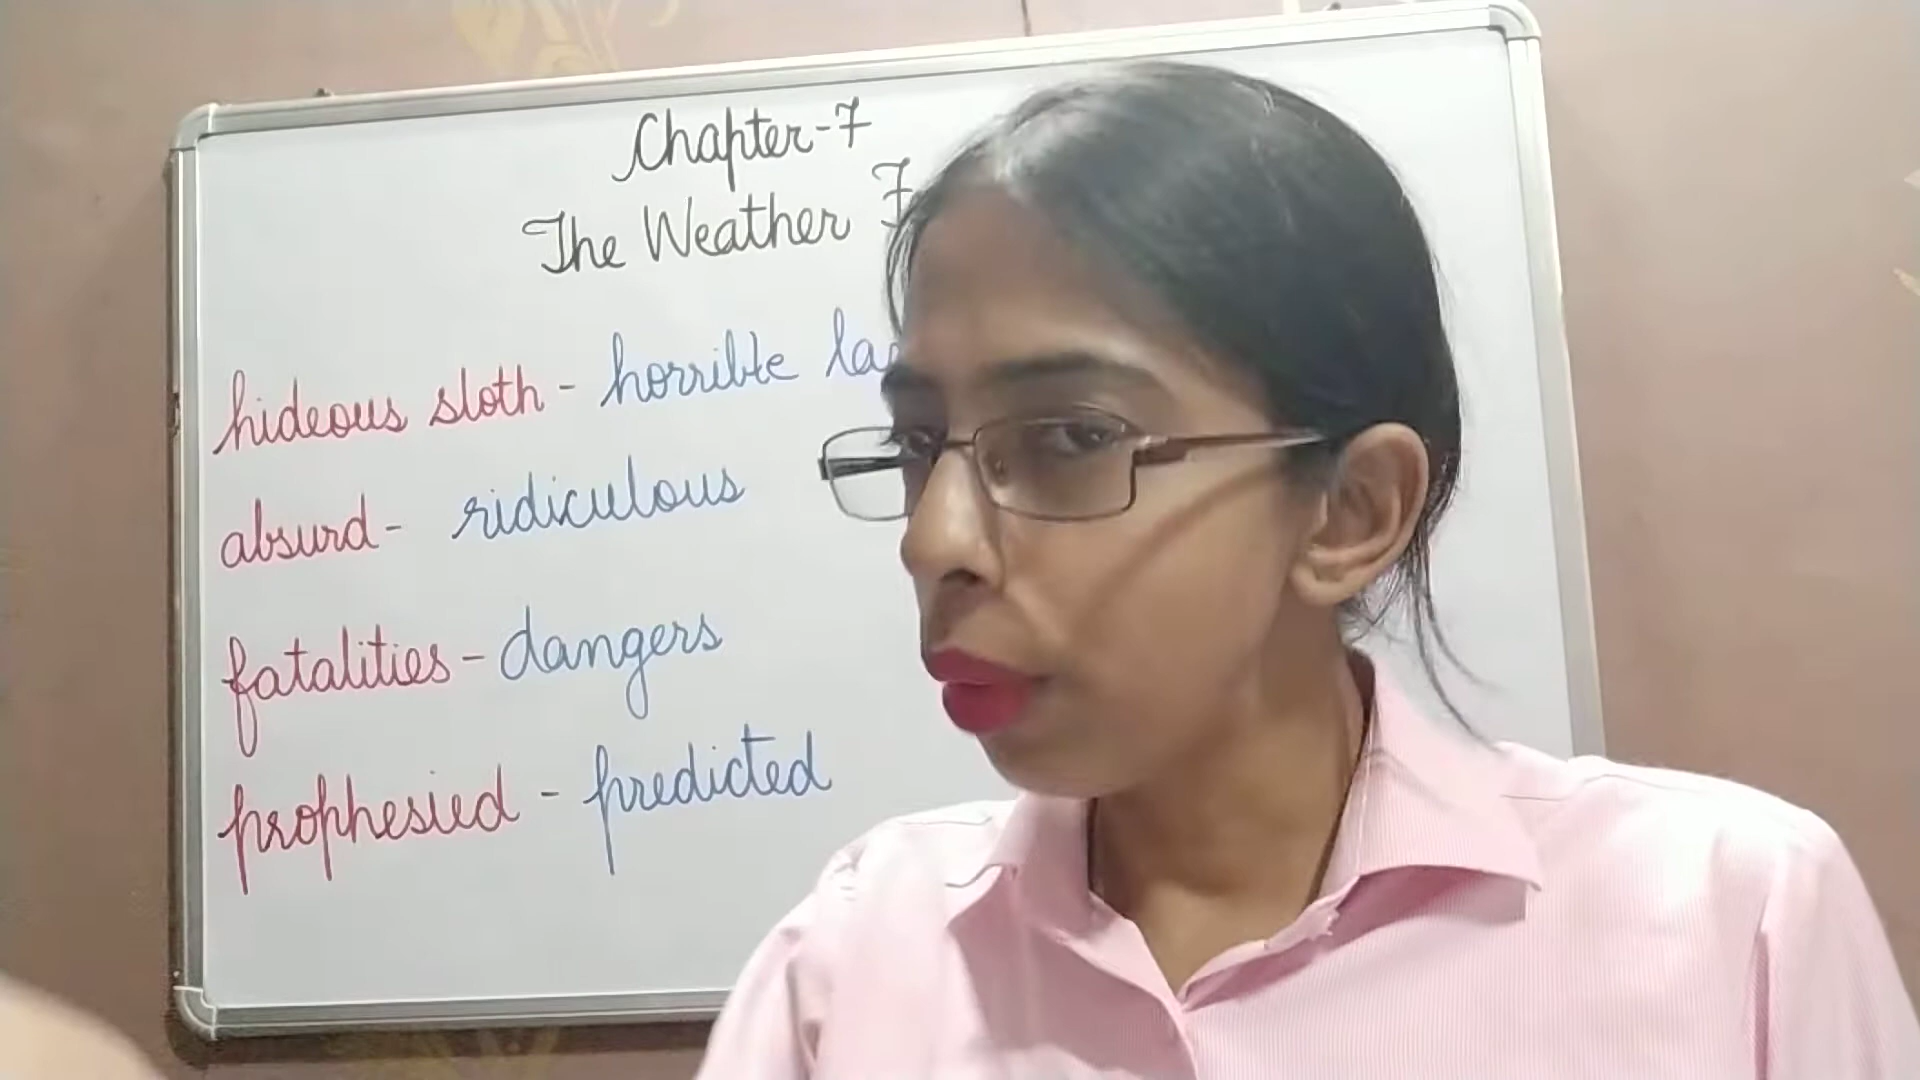 Chapter-7
The Weather
hideous sloth - horrible
absurd - ridiculous
fatalities - dangers
prophesied - predicted